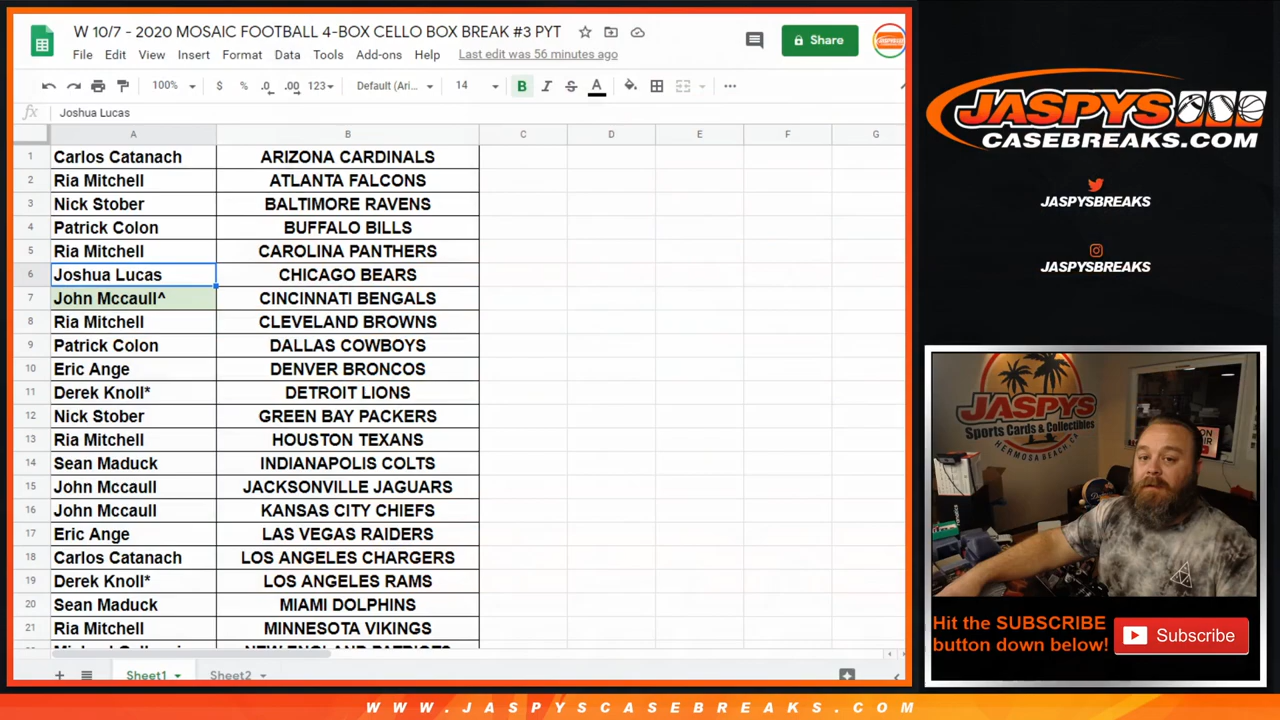 W 10/7 - 2020 MOSAIC FOOTBALL 4-BOX CELLO BOX BREAK #3 PYT
File Edit View Insert Format Data Tools Add-ons Help Last edit was 56 minutes ago
Share
100% $ % .0 .00 123 Default (Ari... 14 B I S A
fx Joshua Lucas
A B C D E F G
1 Carlos Catanach ARIZONA CARDINALS
2 Ria Mitchell ATLANTA FALCONS
3 Nick Stober BALTIMORE RAVENS
4 Patrick Colon BUFFALO BILLS
5 Ria Mitchell CAROLINA PANTHERS
6 Joshua Lucas CHICAGO BEARS
7 John Mccaull^ CINCINNATI BENGALS
8 Ria Mitchell CLEVELAND BROWNS
9 Patrick Colon DALLAS COWBOYS
10 Eric Ange DENVER BRONCOS
11 Derek Knoll* DETROIT LIONS
12 Nick Stober GREEN BAY PACKERS
13 Ria Mitchell HOUSTON TEXANS
14 Sean Maduck INDIANAPOLIS COLTS
15 John Mccaull JACKSONVILLE JAGUARS
16 John Mccaull KANSAS CITY CHIEFS
17 Eric Ange LAS VEGAS RAIDERS
18 Carlos Catanach LOS ANGELES CHARGERS
19 Derek Knoll* LOS ANGELES RAMS
20 Sean Maduck MIAMI DOLPHINS
21 Ria Mitchell MINNESOTA VIKINGS
NEW ENGLAND PATRIOTS
Sheet1 Sheet2
JASPYS
CASEBREAKS.COM
JASPYSBREAKS
JASPYSBREAKS
JASPYS
Sports Cards & Collectibles
HERMOSA BEACH, CA
Hit the SUBSCRIBE
button down below!
Subscribe
WWW.JASPYSCASEBREAKS.COM